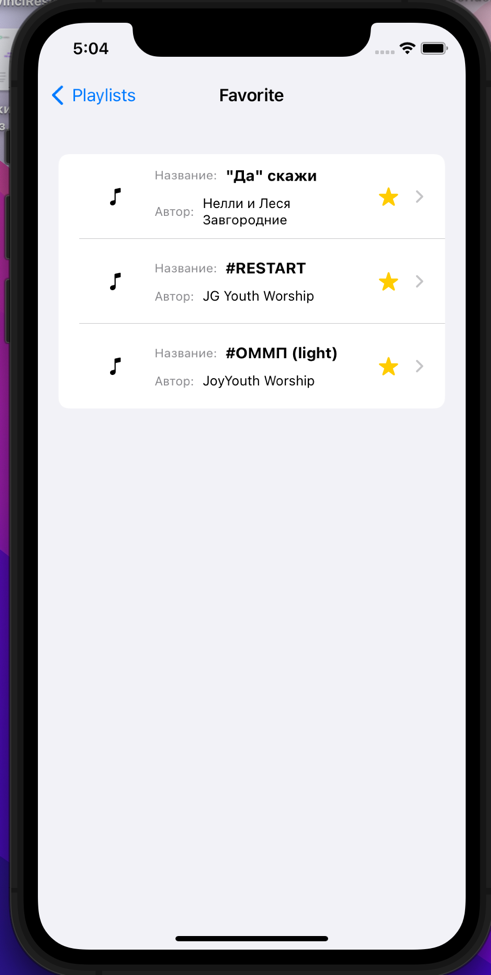 5:04
Playlists
Favorite
Название: "Да" скажи
Автор: Нелли и Леся
Завгородние
Название: #RESTART
Автор: JG Youth Worship
Название: #ОММП (light)
Автор: JoyYouth Worship